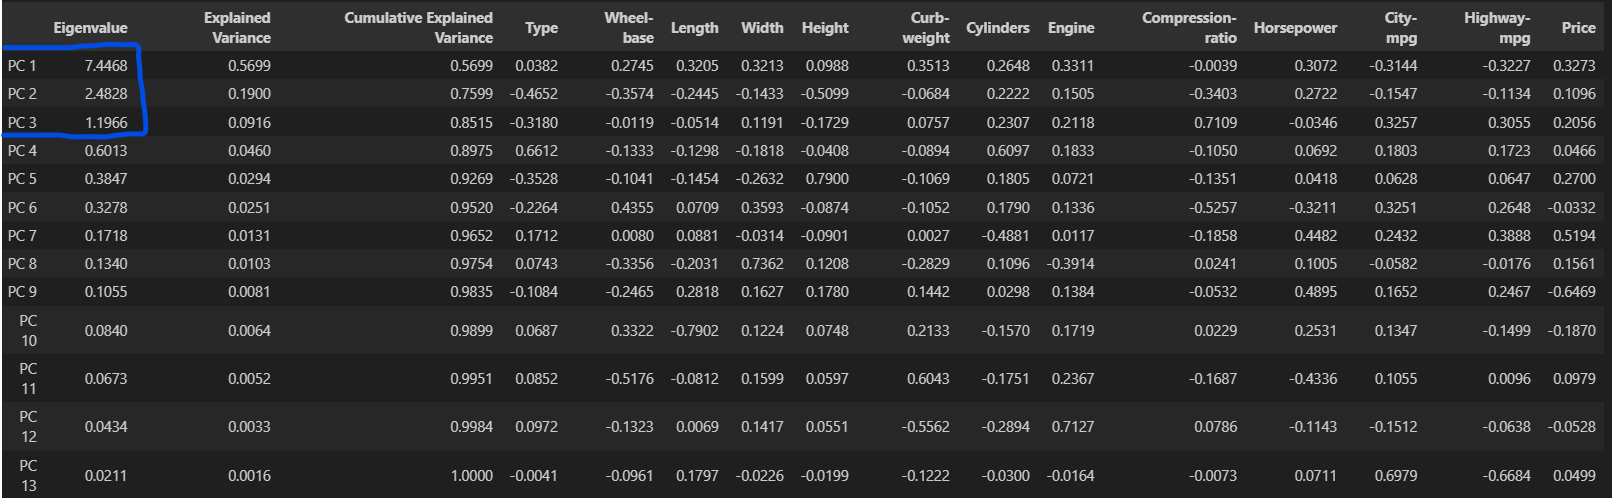 Eigenvalue Explained Variance Cumulative Explained Variance Type Wheel-base Length Width Height Curb-weight Cylinders Engine Compression-ratio Horsepower City-mpg Highway-mpg Price
PC 1 7.4468 0.5699 0.5699 0.0382 0.2745 0.3205 0.3213 0.0988 0.3513 0.2648 0.3311 -0.0039 0.3072 -0.3144 -0.3227 0.3273
PC 2 2.4828 0.1900 0.7599 -0.4652 -0.3574 -0.2445 -0.1433 -0.5099 -0.0684 0.2222 0.1505 -0.3403 0.2722 -0.1547 -0.1134 0.1096
PC 3 1.1966 0.0916 0.8515 -0.3180 -0.0119 -0.0514 0.1191 -0.1729 0.0757 0.2307 0.2118 0.7109 -0.0346 0.3257 0.3055 0.2056
PC 4 0.6013 0.0460 0.8975 0.6612 -0.1333 -0.1298 -0.1818 -0.0408 -0.0894 0.6097 0.1833 -0.1050 0.0692 0.1803 0.1723 0.0466
PC 5 0.3847 0.0294 0.9269 -0.3528 -0.1041 -0.1454 -0.2632 0.7900 -0.1069 0.1805 0.0721 -0.1351 0.0418 0.0628 0.0647 0.2700
PC 6 0.3278 0.0251 0.9520 -0.2264 0.4355 0.0709 0.3593 -0.0874 -0.1052 0.1790 0.1336 -0.5257 -0.3211 0.3251 0.2648 -0.0332
PC 7 0.1718 0.0131 0.9652 0.1712 0.0080 0.0881 -0.0314 -0.0901 0.0027 -0.4881 0.0117 -0.1858 0.4482 0.2432 0.3888 0.5194
PC 8 0.1340 0.0103 0.9754 0.0743 -0.3356 -0.2031 0.7362 0.1208 -0.2829 0.1096 -0.3914 0.0241 0.1005 -0.0582 -0.0176 0.1561
PC 9 0.1055 0.0081 0.9835 -0.1084 -0.2465 0.2818 0.1627 0.1780 0.1442 0.0298 0.1384 -0.0532 0.4895 0.1652 0.2467 -0.6469
PC 10 0.0840 0.0064 0.9899 0.0687 0.3322 -0.7902 0.1224 0.0748 0.2133 -0.1570 0.1719 0.0229 0.2531 0.1347 -0.1499 -0.1870
PC 11 0.0673 0.0052 0.9951 0.0852 -0.5176 -0.0812 0.1599 0.0597 0.6043 -0.1751 0.2367 -0.1687 -0.4336 0.1055 0.0096 0.0979
PC 12 0.0434 0.0033 0.9984 0.0972 -0.1323 0.0069 0.1417 0.0551 -0.5562 -0.2894 0.7127 0.0786 -0.1143 -0.1512 -0.0638 -0.0528
PC 13 0.0211 0.0016 1.0000 -0.0041 -0.0961 0.1797 -0.0226 -0.0199 -0.1222 -0.0300 -0.0164 -0.0073 0.0711 0.6979 -0.6684 0.0499